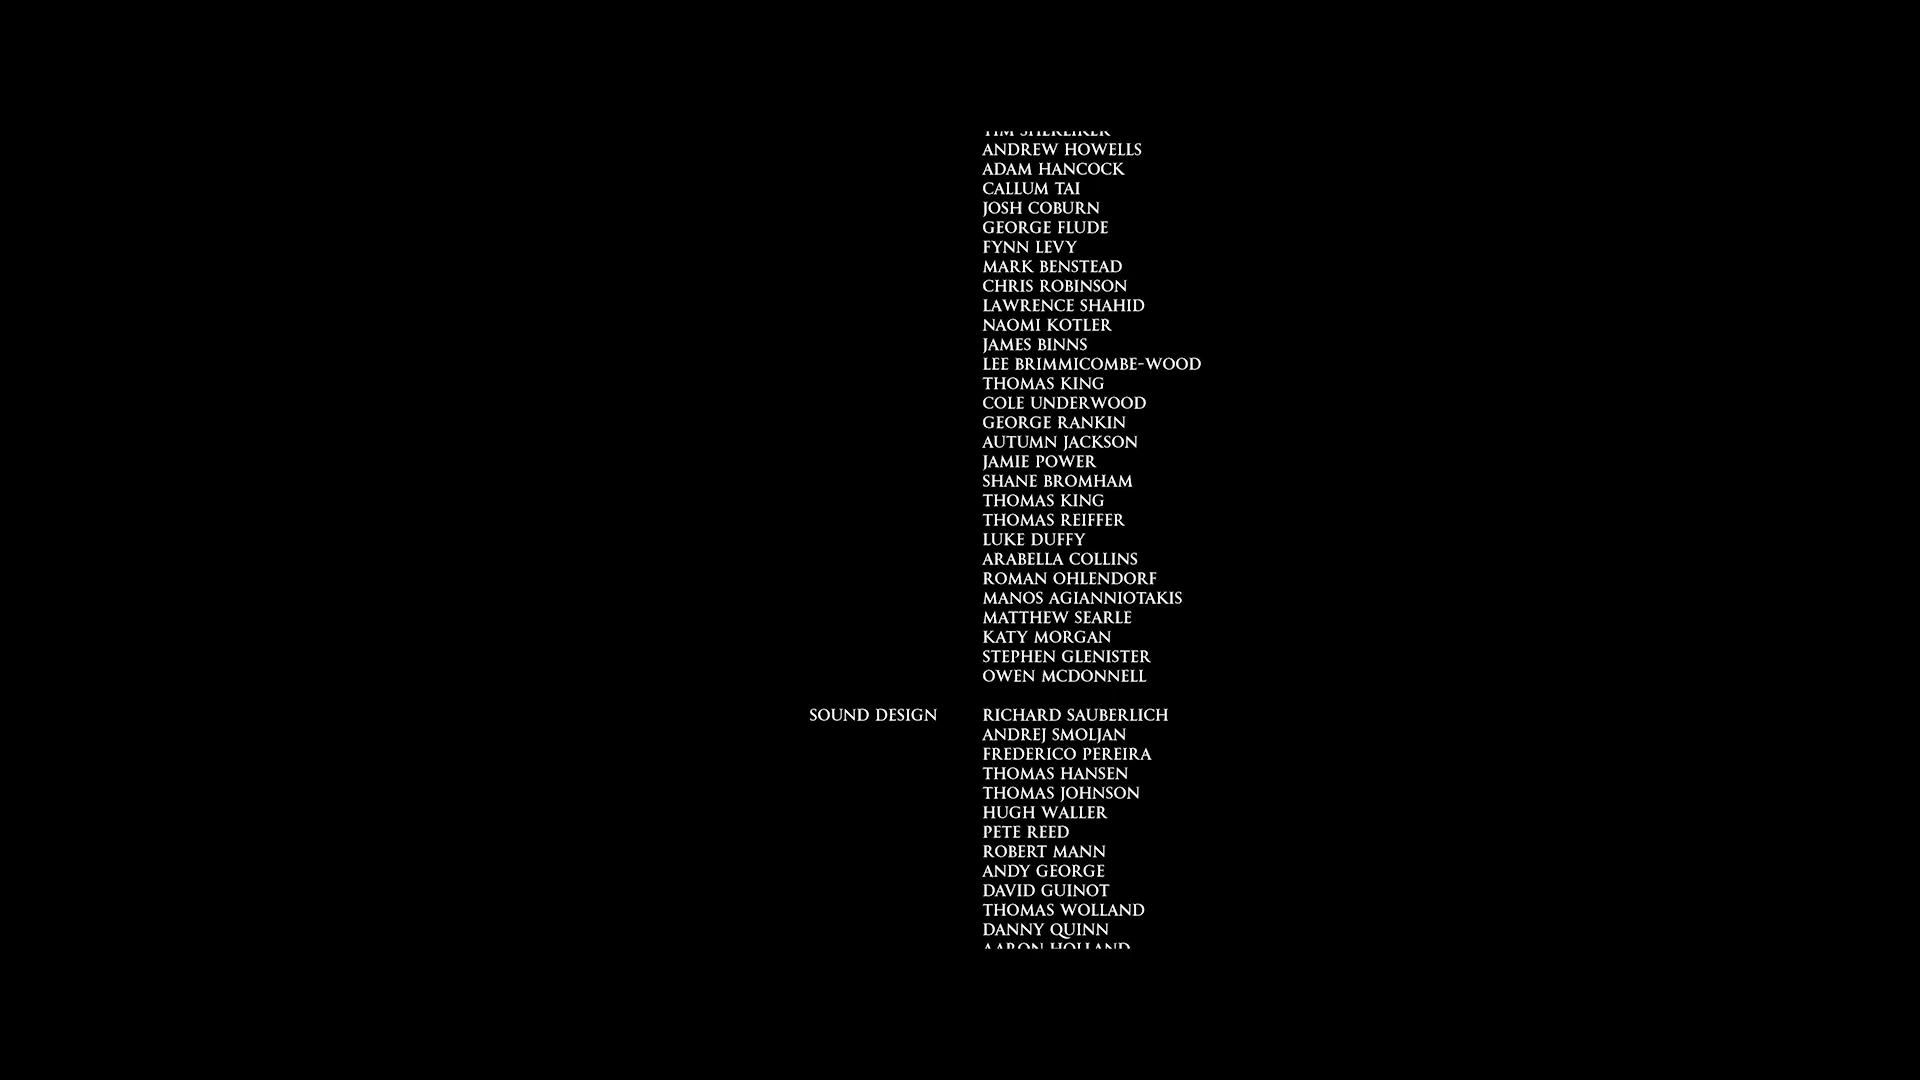 ANDREW HOWELLS
ADAM HANCOCK
CALLUM TAI
JOSH COBURN
GEORGE FLUDE
FYNN LEVY
MARK BENSTEAD
CHRIS ROBINSON
LAWRENCE SHAHID
NAOMI KOTLER
JAMES BINNS
LEE BRIMMICOMBE-WOOD
THOMAS KING
COLE UNDERWOOD
GEORGE RANKIN
AUTUMN JACKSON
JAMIE POWER
SHANE BROMHAM
THOMAS KING
THOMAS REIFFER
LUKE DUFFY
ARABELLA COLLINS
ROMAN OHLENDORF
MANOS AGIANNIOTAKIS
MATTHEW SEARLE
KATY MORGAN
STEPHEN GLENISTER
OWEN MCDONNELL
SOUND DESIGN RICHARD SAUBERLICH
ANDREJ SMOLJAN
FREDERICO PEREIRA
THOMAS HANSEN
THOMAS JOHNSON
HUGH WALLER
PETE REED
ROBERT MANN
ANDY GEORGE
DAVID GUINOT
THOMAS WOLLAND
DANNY QUINN
AARON HOLLAND